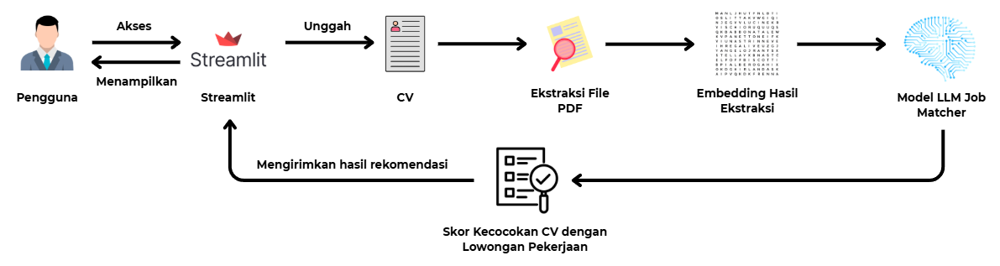 Akses
Menampilkan
Pengguna
Streamlit
Streamlit
Unggah
CV
Ekstraksi File
PDF
Embedding Hasil
Ekstraksi
Model LLM Job
Matcher
Mengirimkan hasil rekomendasi
Skor Kecocokan CV dengan
Lowongan Pekerjaan